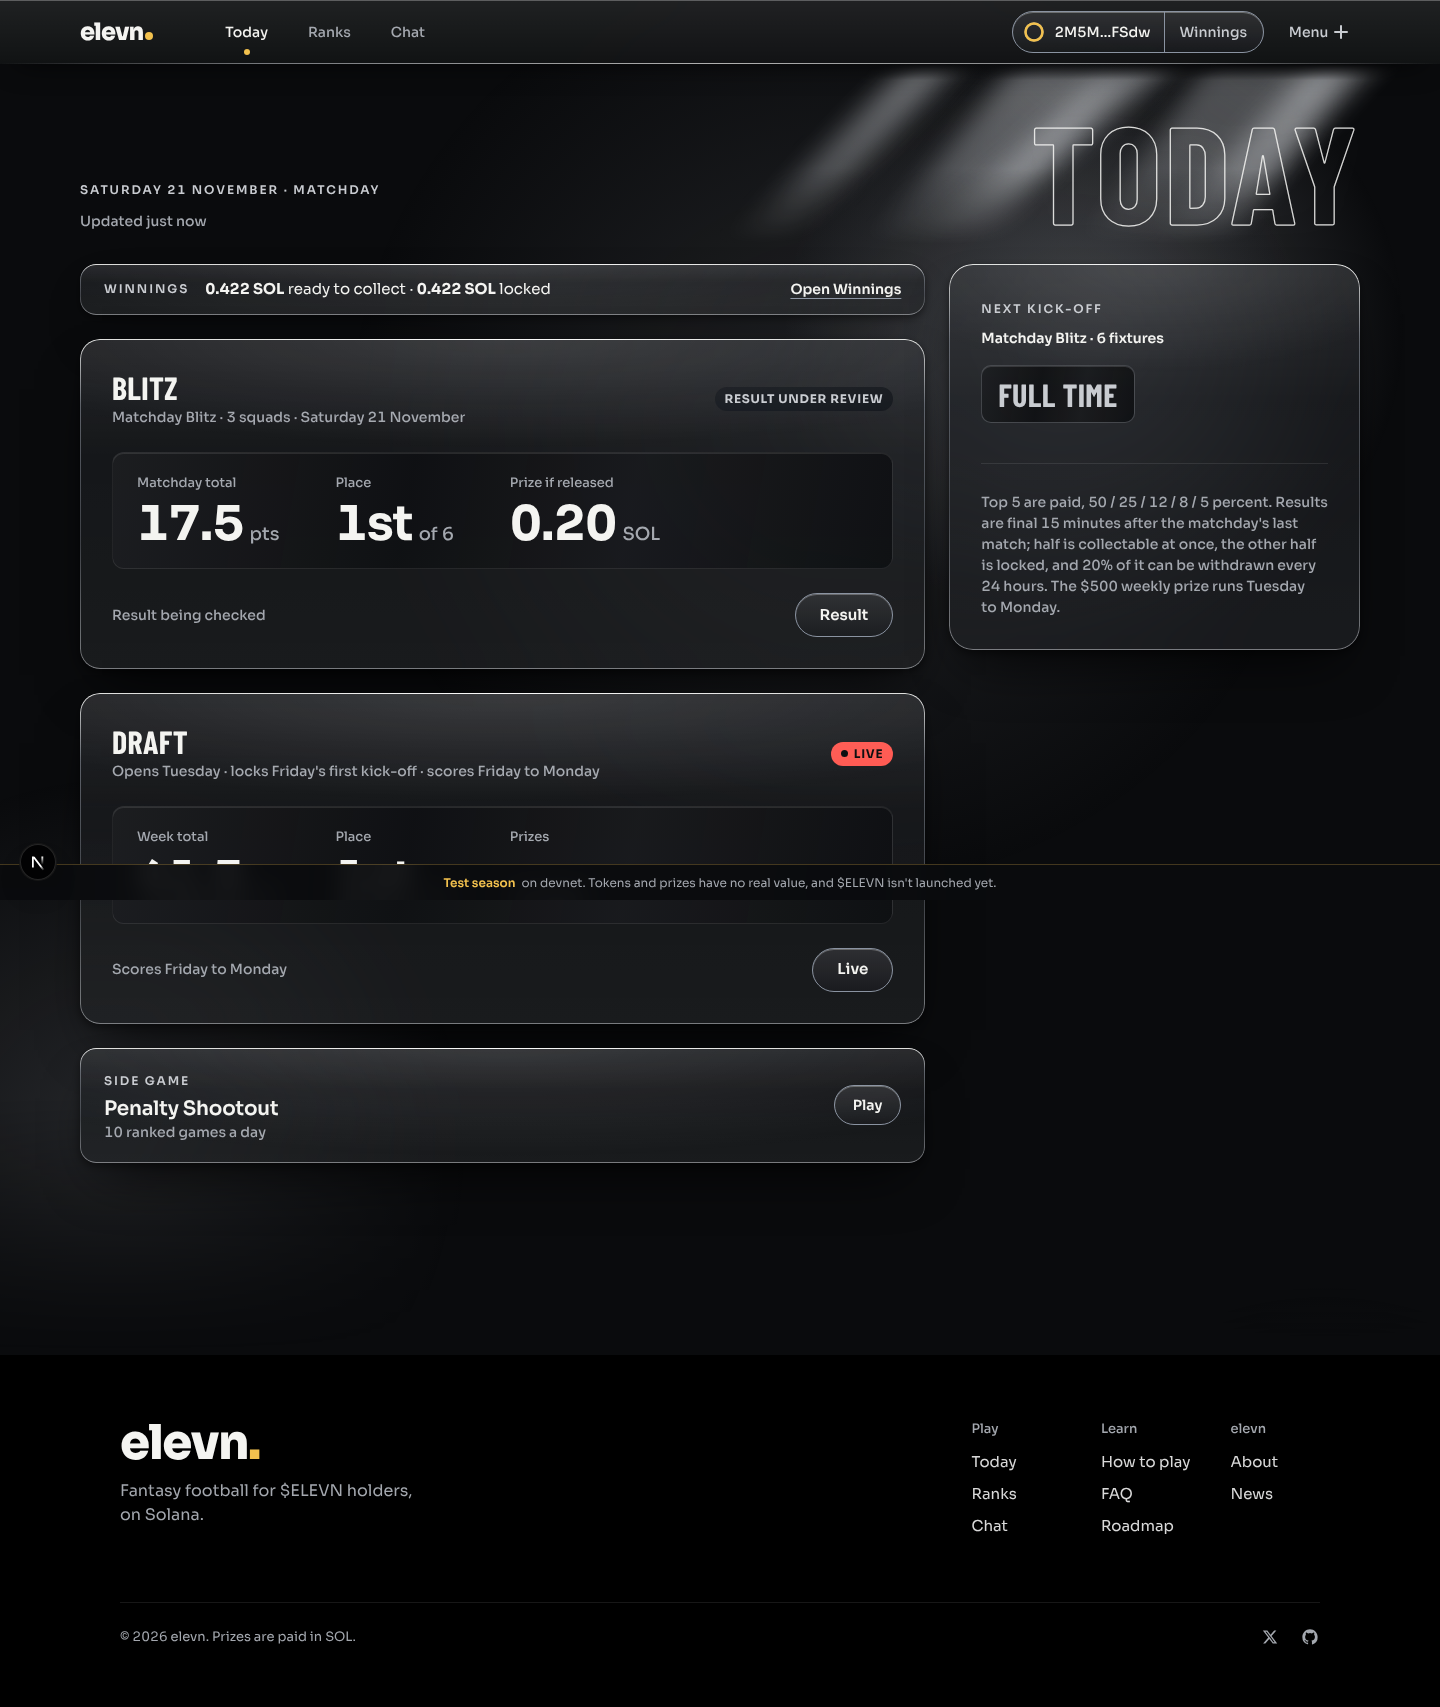 elevn.
Today
Ranks
Chat
2M5M...FSdw
Winnings
Menu
TODAY
SATURDAY 21 NOVEMBER · MATCHDAY
Updated just now
WINNINGS 0.422 SOL ready to collect · 0.422 SOL locked
Open Winnings
BLITZ
Matchday Blitz · 3 squads · Saturday 21 November
RESULT UNDER REVIEW
Matchday total
17.5 pts
Place
1st of 6
Prize if released
0.20 SOL
Result being checked
Result
NEXT KICK-OFF
Matchday Blitz · 6 fixtures
FULL TIME
Top 5 are paid, 50 / 25 / 12 / 8 / 5 percent. Results
are final 15 minutes after the matchday's last
match; half is collectable at once, the other half
is locked, and 20% of it can be withdrawn every
24 hours. The $500 weekly prize runs Tuesday
to Monday.
DRAFT
Opens Tuesday · locks Friday's first kick-off · scores Friday to Monday
LIVE
Week total
Place
Prizes
N
Test season on devnet. Tokens and prizes have no real value, and $ELEVN isn't launched yet.
Scores Friday to Monday
Live
SIDE GAME
Penalty Shootout
10 ranked games a day
Play
elevn.
Fantasy football for $ELEVN holders,
on Solana.
Play
Today
Ranks
Chat
Learn
How to play
FAQ
Roadmap
elevn
About
News
© 2026 elevn. Prizes are paid in SOL.